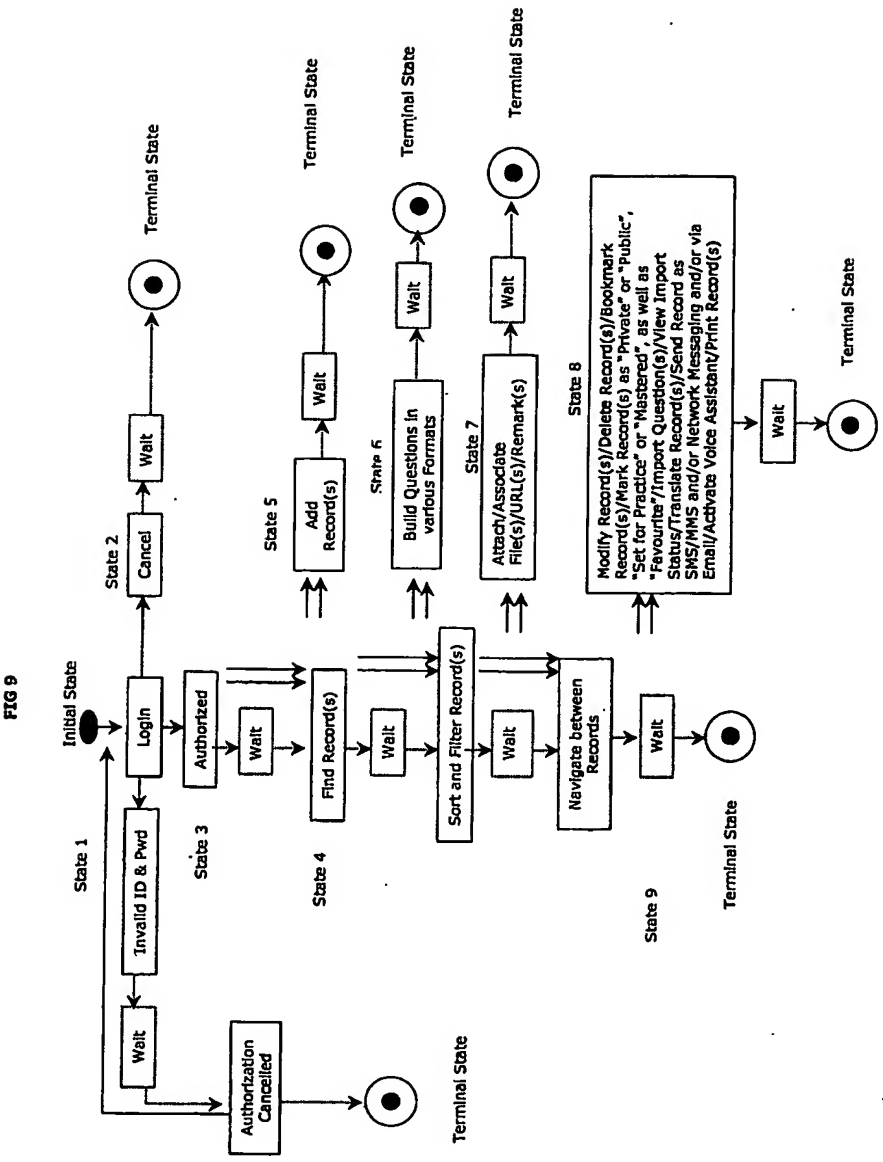 FIG 9
Initial State
Login
State 1
Invalid ID & Pwd
Wait
Authorization
Cancelled
Terminal State
State 2
Cancel
Wait
Terminal State
State 3
Authorized
Wait
State 4
Find Record(s)
Wait
Sort and Filter Record(s)
Wait
Navigate between
Records
State 9
Wait
Terminal State
State 5
Add
Record(s)
Wait
Terminal State
State 6
Build Questions in
various Formats
Wait
Terminal State
State 7
Attach/Associate
File(s)/URL(s)/Remark(s)
Wait
Terminal State
State 8
Modify Record(s)/Delete Record(s)/Bookmark
Record(s)/Mark Record(s) as "Private" or "Public",
"Set for Practice" or "Mastered", as well as
"Favourite"/Import Question(s)/View Import
Status/Translate Record(s)/Send Record as
SMS/MMS and/or Network Messaging and/or via
Email/Activate Voice Assistant/Print Record(s)
Wait
Terminal State